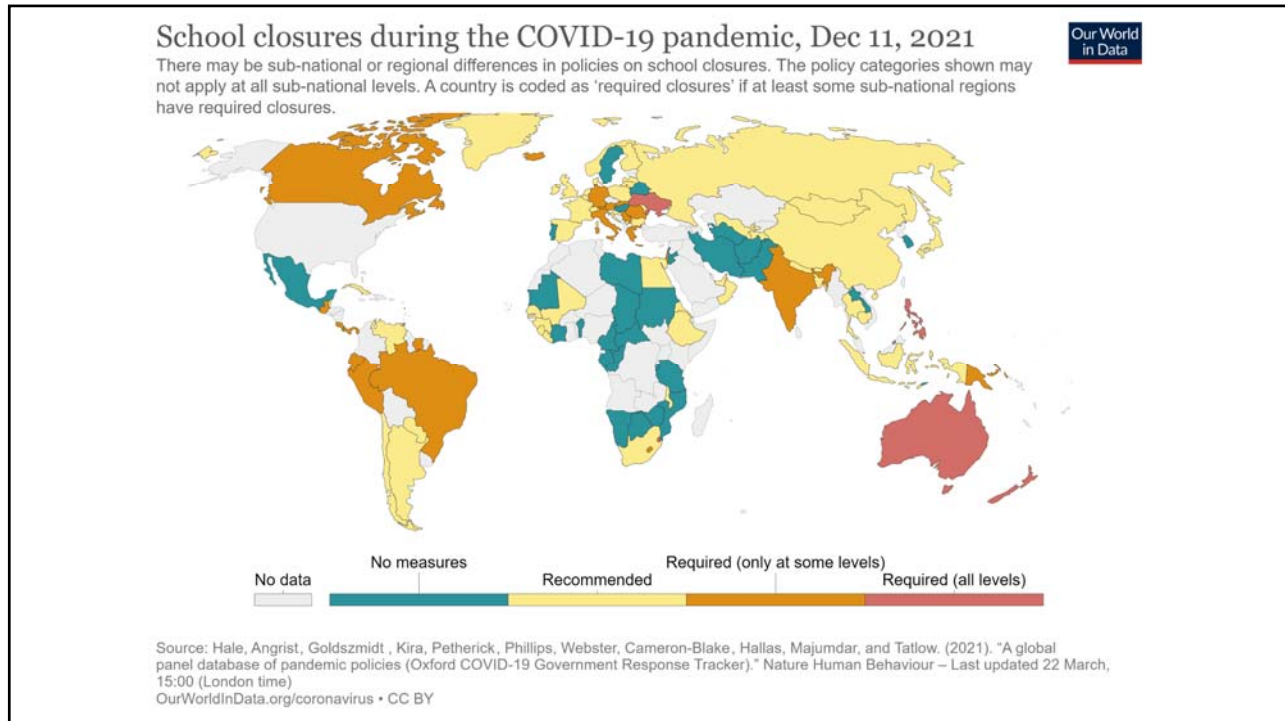 School closures during the COVID-19 pandemic, Dec 11, 2021
Our World
in Data
There may be sub-national or regional differences in policies on school closures. The policy categories shown may
not apply at all sub-national levels. A country is coded as 'required closures' if at least some sub-national regions
have required closures.
No data
No measures
Recommended
Required (only at some levels)
Required (all levels)
Source: Hale, Angrist, Goldszmidt , Kira, Petherick, Phillips, Webster, Cameron-Blake, Hallas, Majumdar, and Tatlow. (2021). "A global
panel database of pandemic policies (Oxford COVID-19 Government Response Tracker)." Nature Human Behaviour – Last updated 22 March,
15:00 (London time)
OurWorldInData.org/coronavirus • CC BY